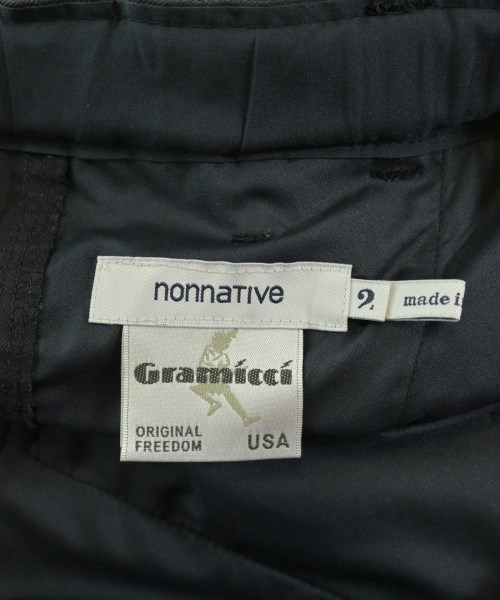 nonnative
2
made i
Gramicci
ORIGINAL
FREEDOM
USA